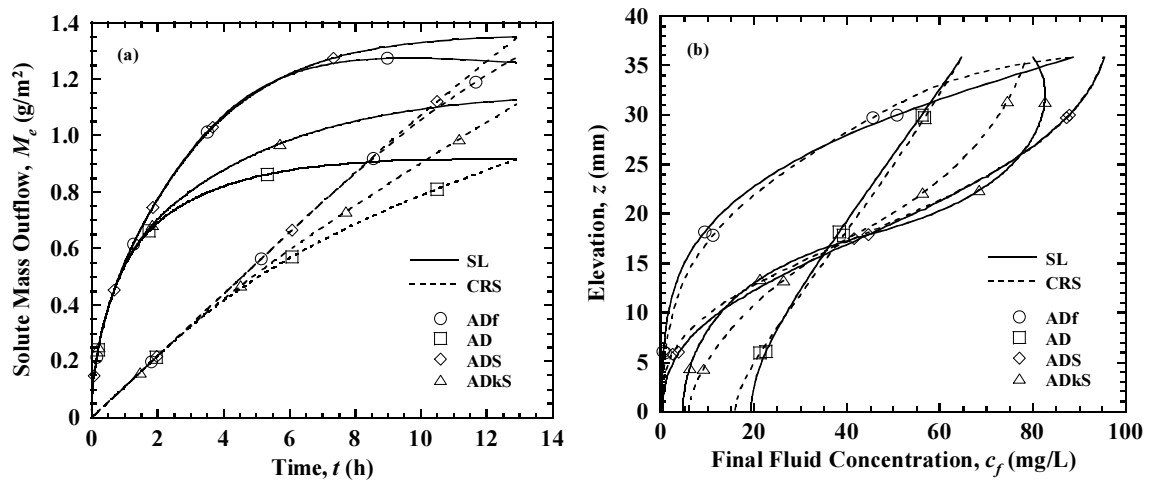 Solute Mass Outflow, M_e (g/m²)
1.4
1.2
1.0
0.8
0.6
0.4
0.2
0
(a)
SL
CRS
ADf
AD
ADS
ADkS
0 2 4 6 8 10 12 14
Time, t (h)
Elevation, z (mm)
40
35
30
25
20
15
10
5
0
(b)
SL
CRS
ADf
AD
ADS
ADkS
0 20 40 60 80 100
Final Fluid Concentration, c_f (mg/L)